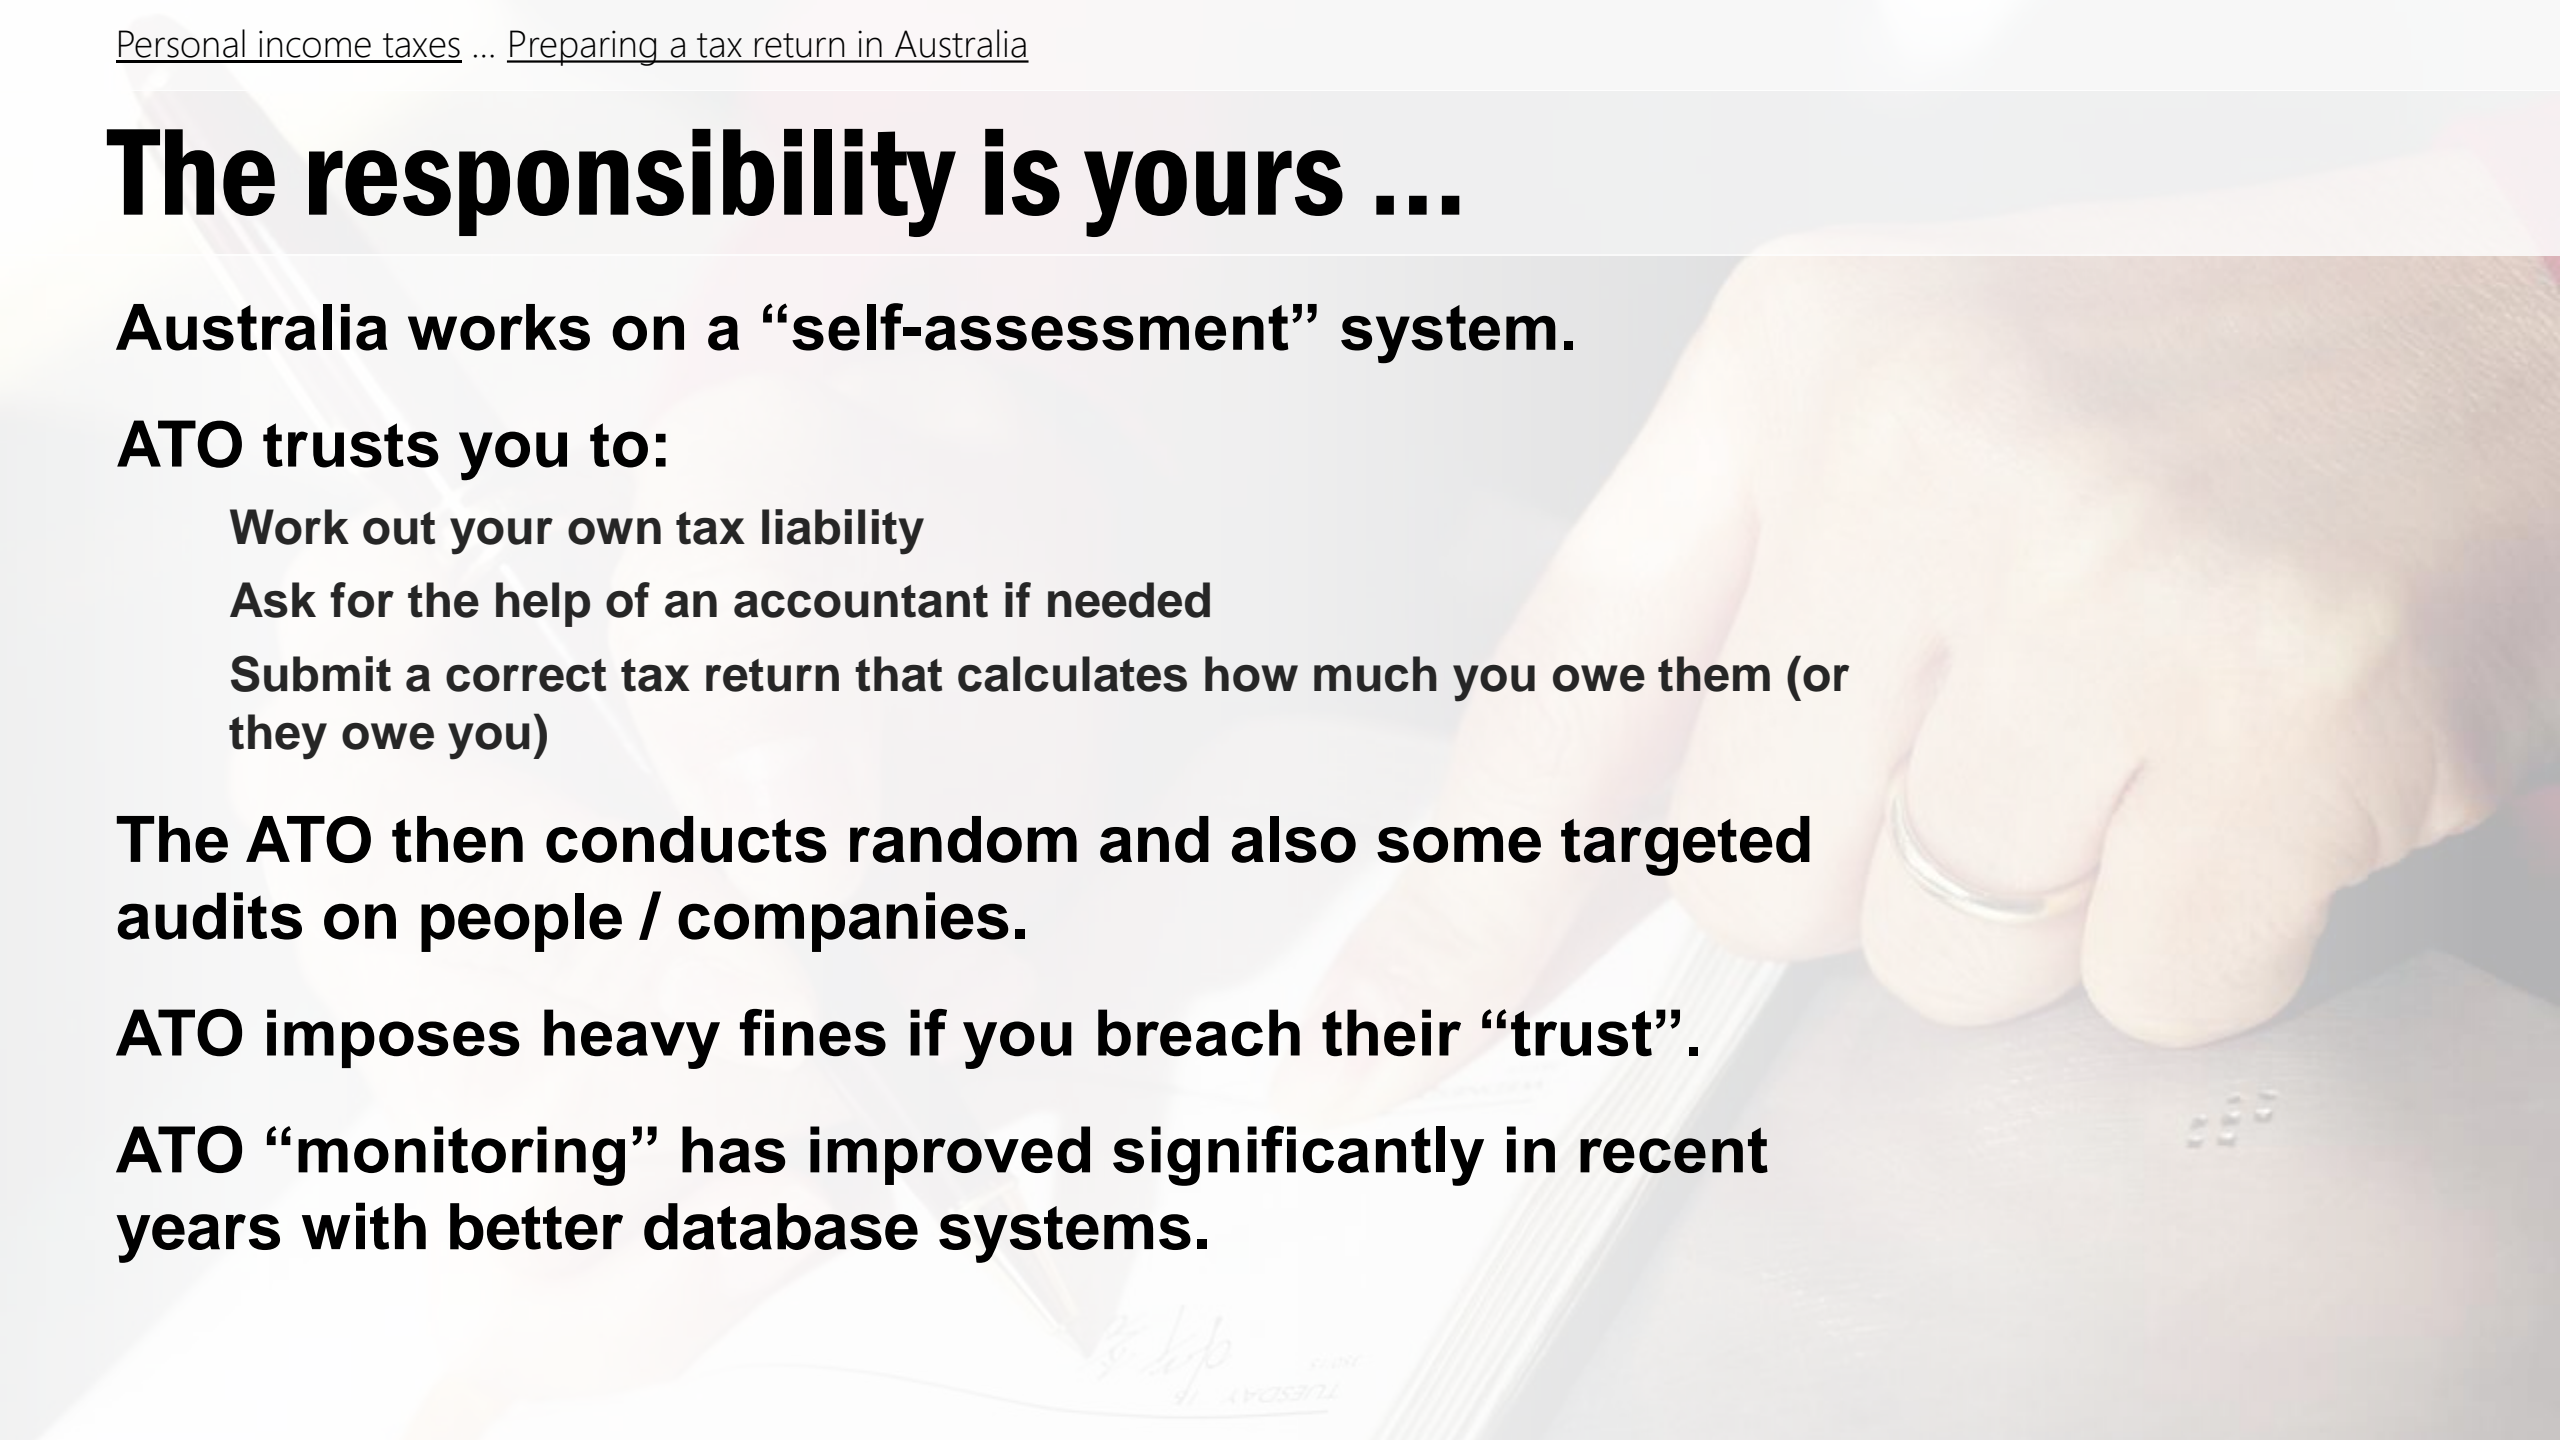 Personal income taxes ... Preparing a tax return in Australia
The responsibility is yours ...
Australia works on a “self-assessment” system.
ATO trusts you to:
Work out your own tax liability
Ask for the help of an accountant if needed
Submit a correct tax return that calculates how much you owe them (or
they owe you)
The ATO then conducts random and also some targeted
audits on people / companies.
ATO imposes heavy fines if you breach their “trust”.
ATO “monitoring” has improved significantly in recent
years with better database systems.
TUESDAY